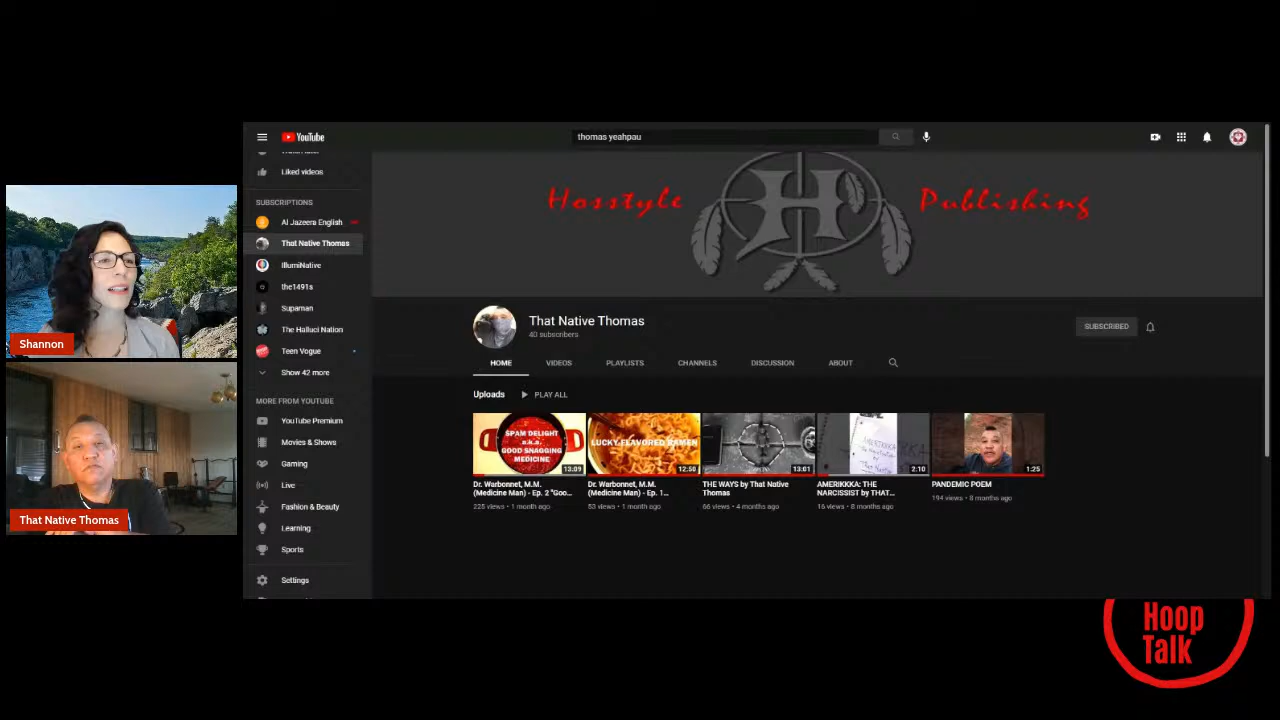 YouTube
thomas yeahpau
Liked videos
SUBSCRIPTIONS
Al Jazeera English
That Native Thomas
IllumiNative
the1491s
Supaman
The Halluci Nation
Teen Vogue
Show 42 more
MORE FROM YOUTUBE
YouTube Premium
Movies & Shows
Gaming
Live
Fashion & Beauty
Learning
Sports
Settings
Hosstyle
H
Publishing
That Native Thomas
40 subscribers
SUBSCRIBED
HOME VIDEOS PLAYLISTS CHANNELS DISCUSSION ABOUT
Uploads PLAY ALL
SPAM DELIGHT
a.k.a.
GOOD SNAGGING
MEDICINE
13:09
Dr. Warbonnet, M.M.
(Medicine Man) - Ep. 2 "Goo...
225 views • 1 month ago
LUCKY FLAVORED RAMEN
12:50
Dr. Warbonnet, M.M.
(Medicine Man) - Ep. 1...
53 views • 1 month ago
13:01
THE WAYS by That Native
Thomas
66 views • 4 months ago
AMERIKKKA:
2:10
AMERIKKKA: THE
NARCISSIST by THAT...
16 views • 8 months ago
1:25
PANDEMIC POEM
194 views • 8 months ago
Shannon
That Native Thomas
Hoop
Talk